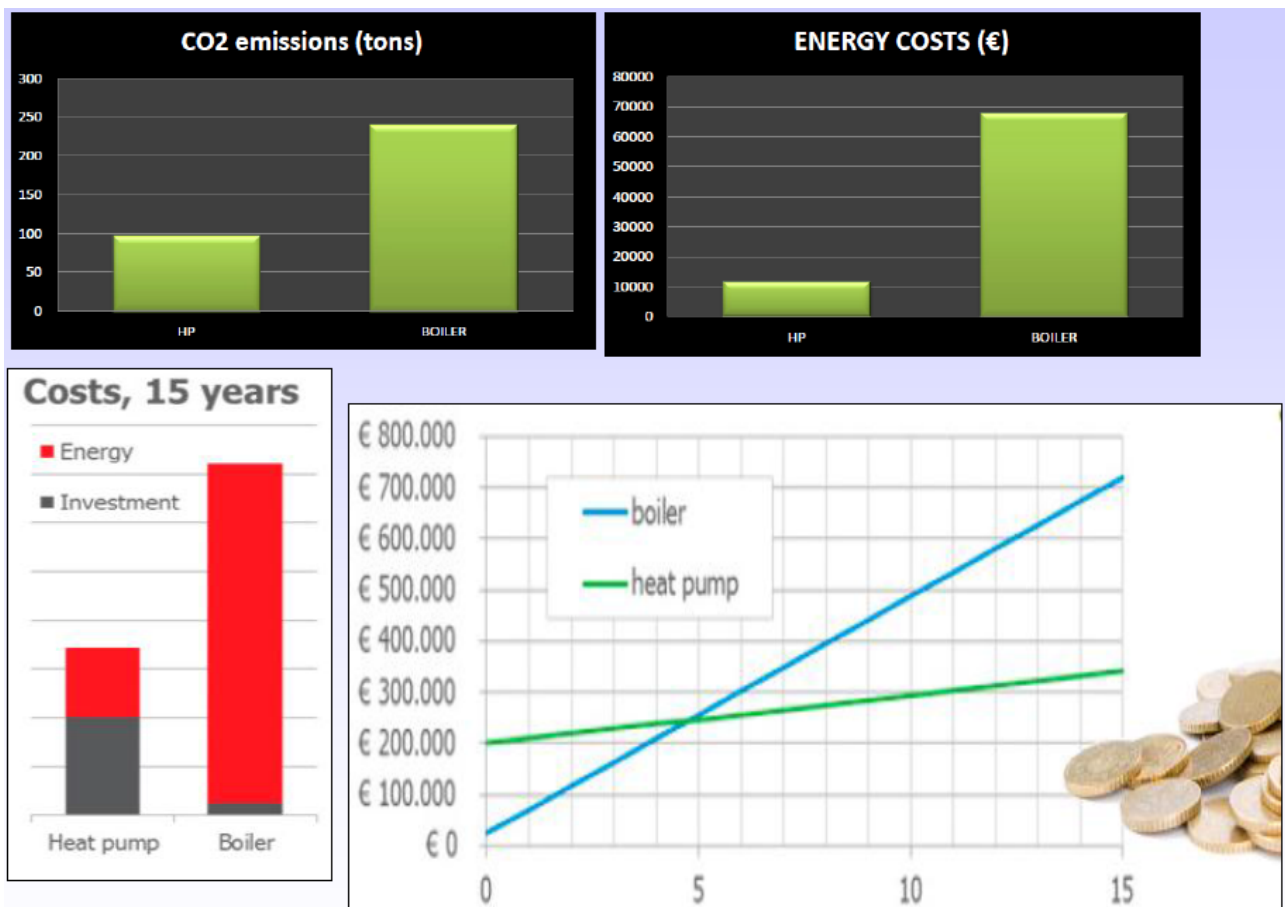 CO2 emissions (tons)
300
250
200
150
100
50
0
HP BOILER
ENERGY COSTS (€)
80000
70000
60000
50000
40000
30000
20000
10000
0
HP BOILER
Costs, 15 years
Energy
Investment
Heat pump Boiler
€ 800.000
€ 700.000
€ 600.000
€ 500.000
€ 400.000
€ 300.000
€ 200.000
€ 100.000
€ 0
boiler
heat pump
0 5 10 15